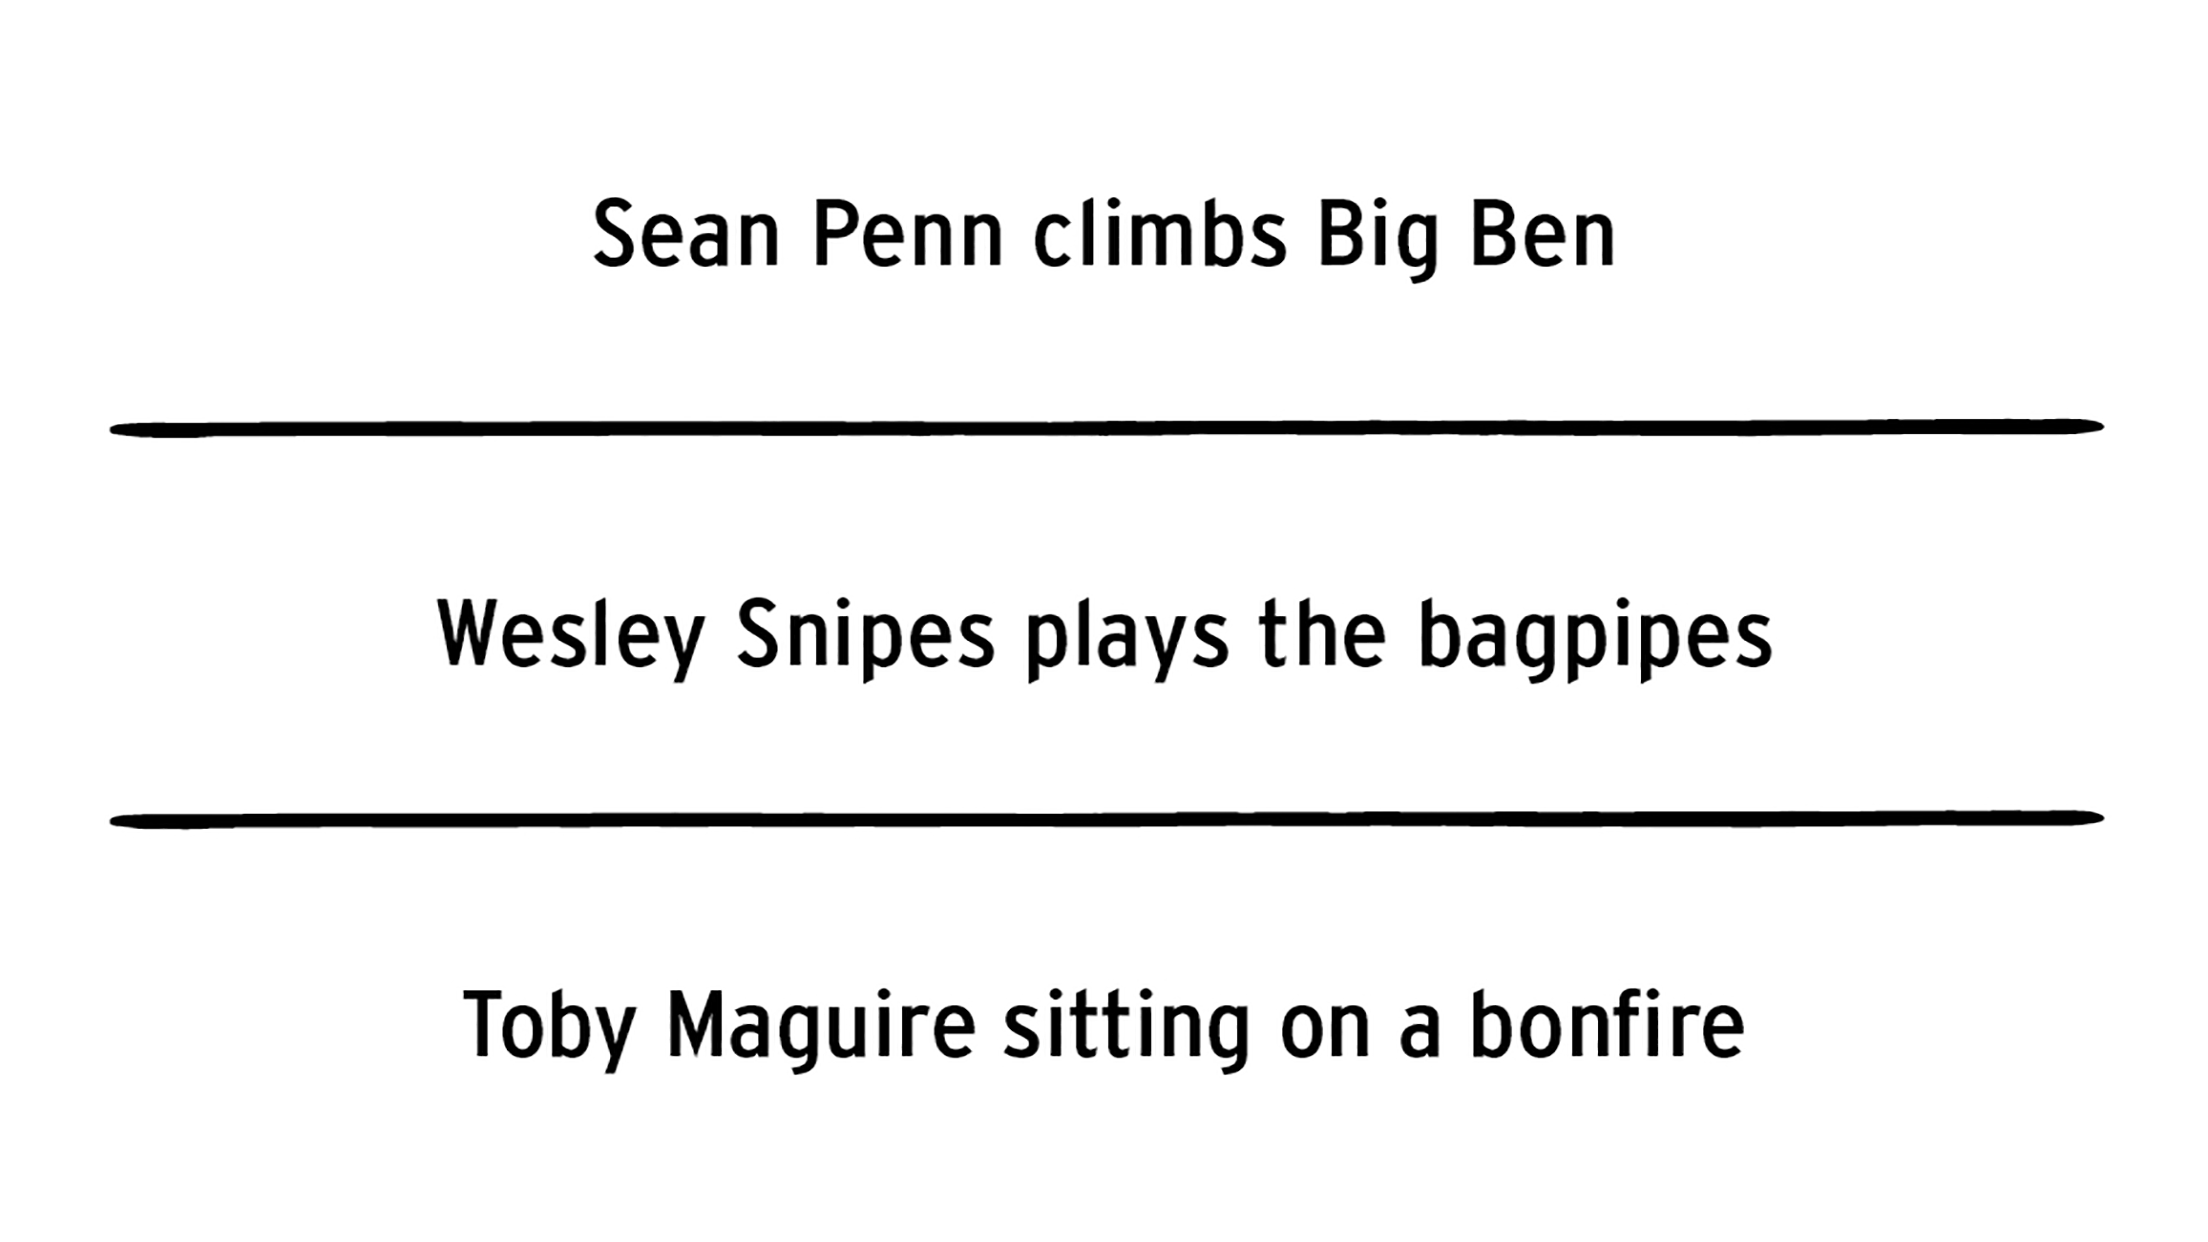 Sean Penn climbs Big Ben
Wesley Snipes plays the bagpipes
Toby Maguire sitting on a bonfire